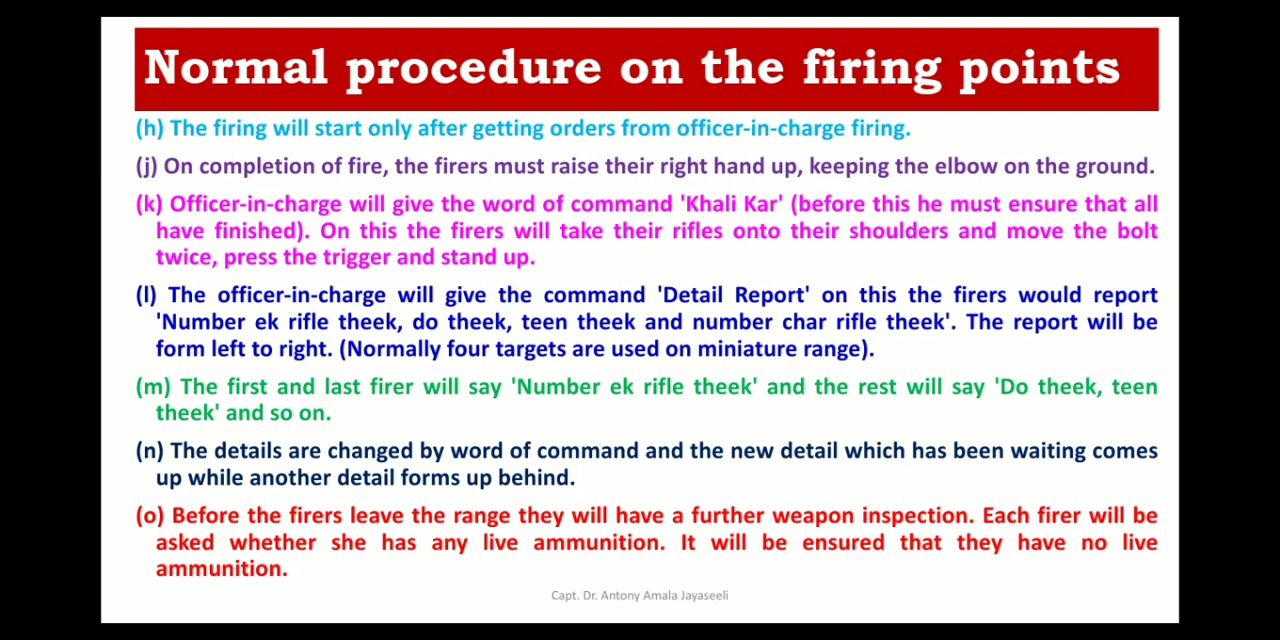 Normal procedure on the firing points
(h) The firing will start only after getting orders from officer-in-charge firing.
(j) On completion of fire, the firers must raise their right hand up, keeping the elbow on the ground.
(k) Officer-in-charge will give the word of command 'Khali Kar' (before this he must ensure that all
have finished). On this the firers will take their rifles onto their shoulders and move the bolt
twice, press the trigger and stand up.
(l) The officer-in-charge will give the command 'Detail Report' on this the firers would report
'Number ek rifle theek, do theek, teen theek and number char rifle theek'. The report will be
form left to right. (Normally four targets are used on miniature range).
(m) The first and last firer will say 'Number ek rifle theek' and the rest will say 'Do theek, teen
theek' and so on.
(n) The details are changed by word of command and the new detail which has been waiting comes
up while another detail forms up behind.
(o) Before the firers leave the range they will have a further weapon inspection. Each firer will be
asked whether she has any live ammunition. It will be ensured that they have no live
ammunition.
Capt. Dr. Antony Amala Jayaseeli